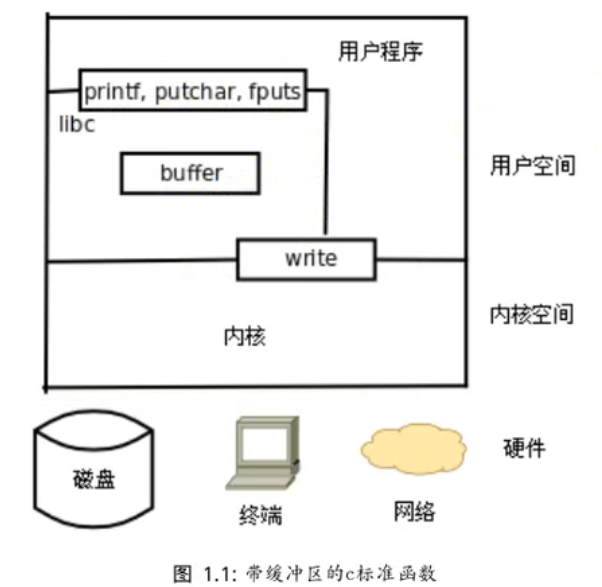 用户程序
printf, putchar, fputs
libc
buffer
用户空间
write
内核空间
内核
磁盘
终端
网络
硬件
图 1.1: 带缓冲区的c标准函数